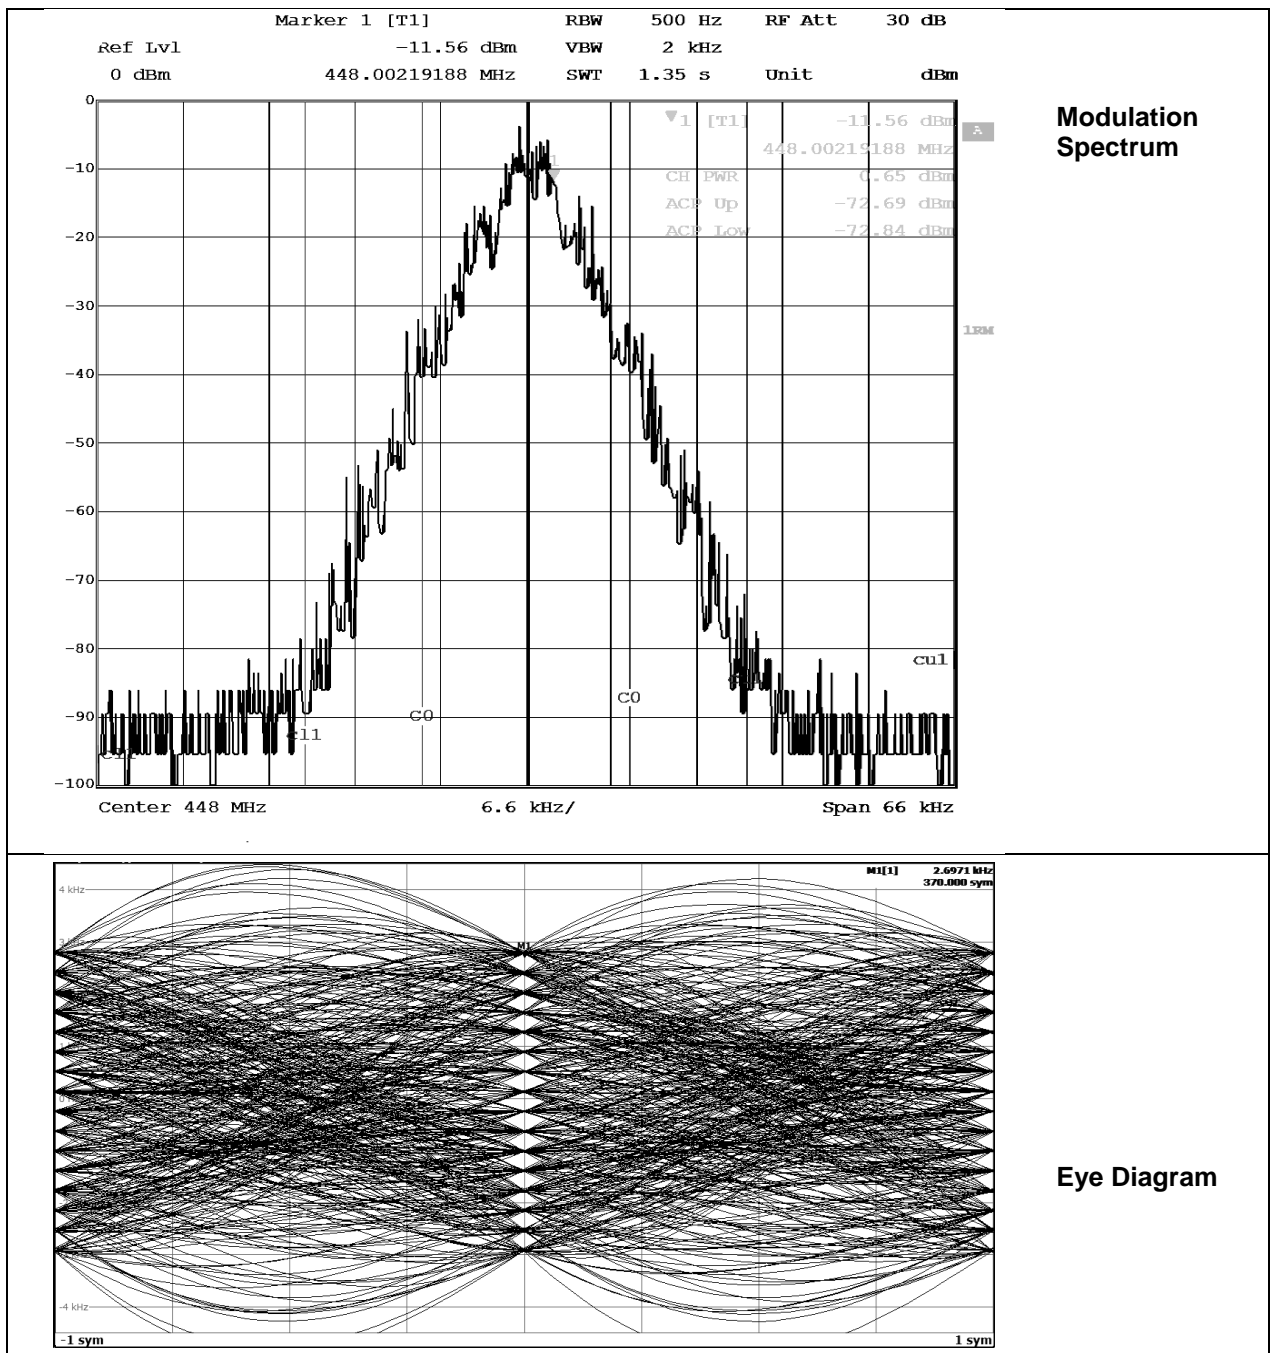 Marker 1 [T1] RBW 500 Hz RF Att 30 dB
Ref Lvl -11.56 dBm VBW 2 kHz
0 dBm 448.00219188 MHz SWT 1.35 s Unit dBm
0
▼1 [T1] -11.56 dBm
A
448.00219188 MHz
1
-10
CH PWR 0.65 dBm
ACP Up -72.69 dBm
ACP Low -72.84 dBm
-20
-30
1RM
-40
-50
-60
-70
-80
cu1
C0
C0
-90
cl1
cl1
-100
Center 448 MHz 6.6 kHz/ Span 66 kHz
Modulation
Spectrum
M1[1] 2.6971 kHz
370.000 sym
4 kHz
M1
-4 kHz
-1 sym 1 sym
Eye Diagram